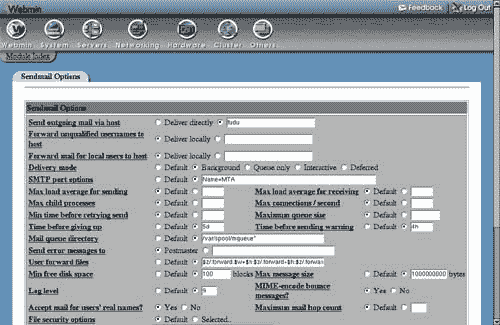 Webmin
Feedback Log Out
Webmin System Servers Networking Hardware Cluster Others
Module Index
Sendmail Options
Sendmail Options
Send outgoing mail via host Deliver directly fudu
Forward unqualified usernames to host Deliver locally
Forward mail for local users to host Deliver locally
Delivery mode Default Background Queue only Interactive Deferred
SMTP port options Default Name=MTA
Max load average for sending Default Max load average for receiving Default
Max child processes Default Max connections / second Default
Min time before retrying send Default Maximum queue size Default
Time before giving up Default 5d Time before sending warning Default 4h
Mail queue directory Default /var/spool/mqueue*
Send error messages to Postmaster
User forward files Default $z/.forward.$w+$h:$z/.forward+$h:$z/.forwar
Min free disk space Default 100 blocks Max message size Default 1000000000 bytes
Log level Default 9 MIME-encode bounce messages? Yes No
Accept mail for users' real names? Yes No Maximum mail hop count Default
File security options Default Selected..